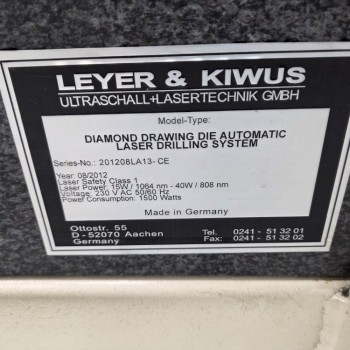 LEYER & KIWUS
ULTRASCHALL+LASERTECHNIK GMBH
Model-Type:
DIAMOND DRAWING DIE AUTOMATIC
LASER DRILLING SYSTEM
Series-No.: 201208LA13- CE
Year: 08/2012
Laser Safety Class 1
Laser Power: 15W / 1064 nm - 40W / 808 nm
Voltage: 230 V AC 50/60 Hz
Power Consumption: 1500 Watts
Made in Germany
Ottostr. 55
D - 52070 Aachen
Germany
Tel.: 0241 - 51 32 01
Fax: 0241 - 51 32 02